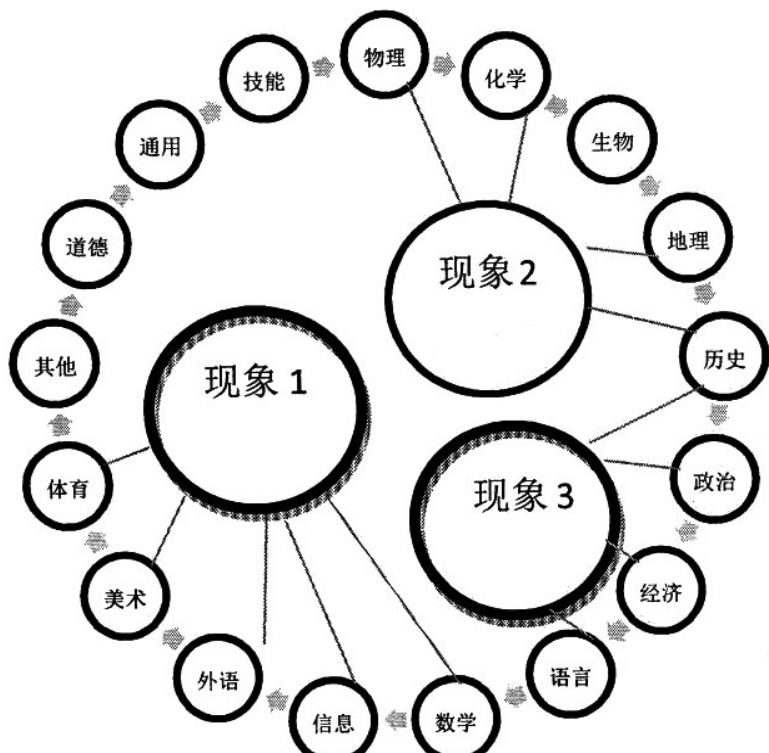 物理
化学
生物
地理
历史
政治
经济
语言
数学
信息
外语
美术
体育
其他
道德
通用
技能
现象2
现象1
现象3